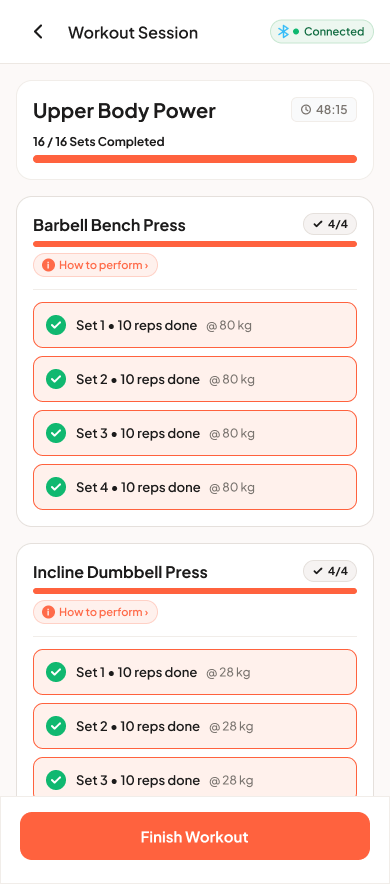 Workout Session
Connected
Upper Body Power
48:15
16 / 16 Sets Completed
Barbell Bench Press
4/4
How to perform ›
Set 1 • 10 reps done @ 80 kg
Set 2 • 10 reps done @ 80 kg
Set 3 • 10 reps done @ 80 kg
Set 4 • 10 reps done @ 80 kg
Incline Dumbbell Press
4/4
How to perform ›
Set 1 • 10 reps done @ 28 kg
Set 2 • 10 reps done @ 28 kg
Set 3 • 10 reps done @ 28 kg
Finish Workout